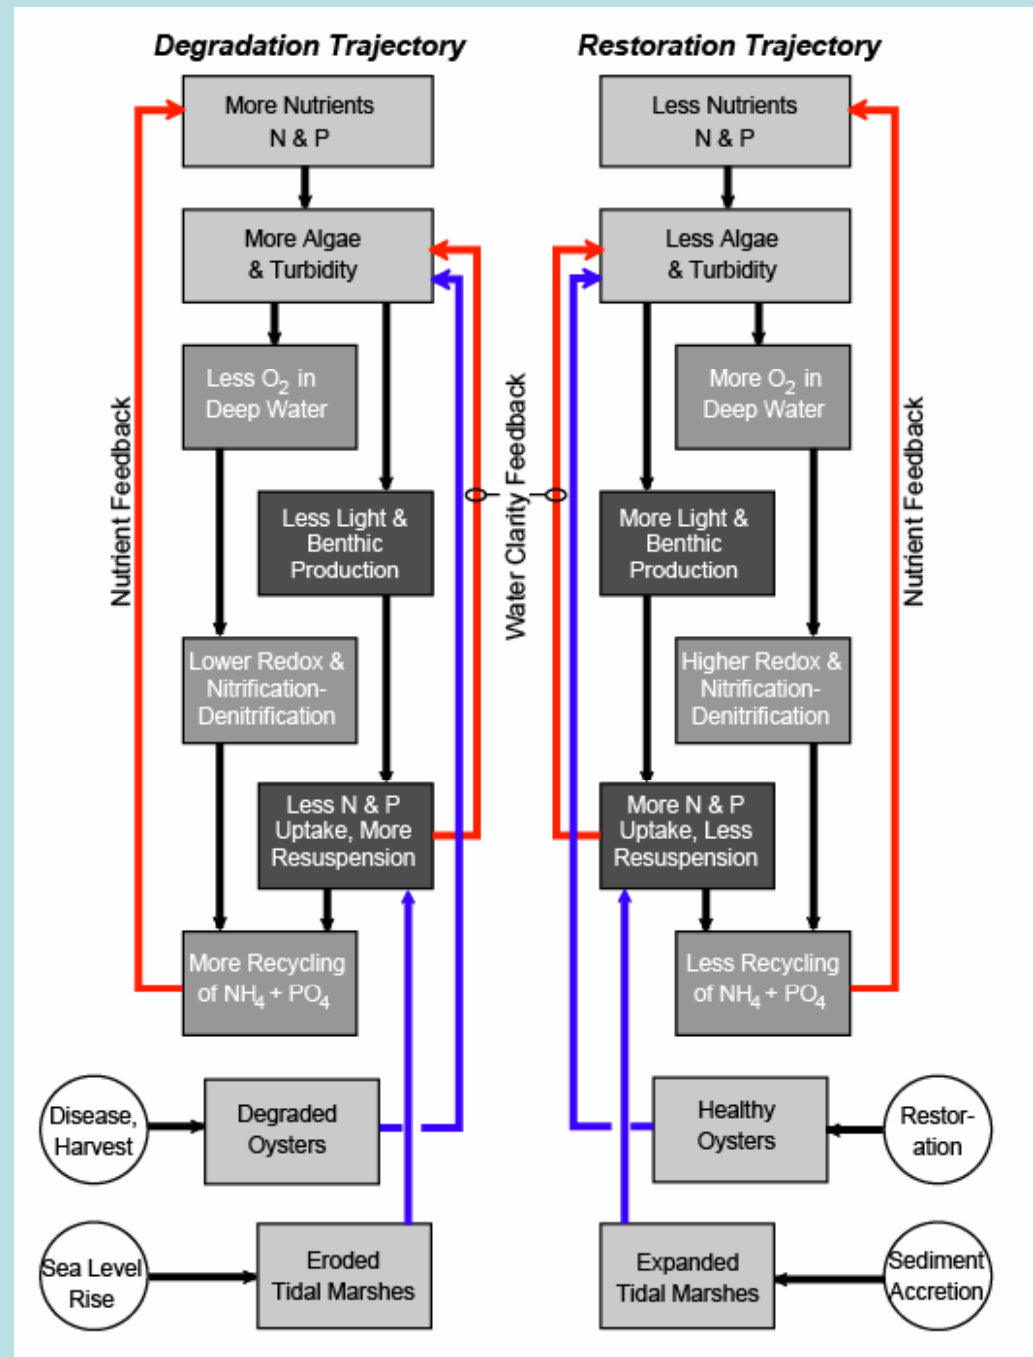 Degradation Trajectory
More Nutrients
N & P
More Algae
& Turbidity
Less O2 in
Deep Water
Less Light &
Benthic
Production
Lower Redox &
Nitrification-
Denitrification
Less N & P
Uptake, More
Resuspension
More Recycling
of NH4 + PO4
Nutrient Feedback
Disease,
Harvest
Degraded
Oysters
Sea Level
Rise
Eroded
Tidal Marshes
Water Clarity Feedback
Restoration Trajectory
Less Nutrients
N & P
Less Algae
& Turbidity
More O2 in
Deep Water
More Light &
Benthic
Production
Higher Redox &
Nitrification-
Denitrification
More N & P
Uptake, Less
Resuspension
Less Recycling
of NH4 + PO4
Nutrient Feedback
Healthy
Oysters
Restor-
ation
Expanded
Tidal Marshes
Sediment
Accretion